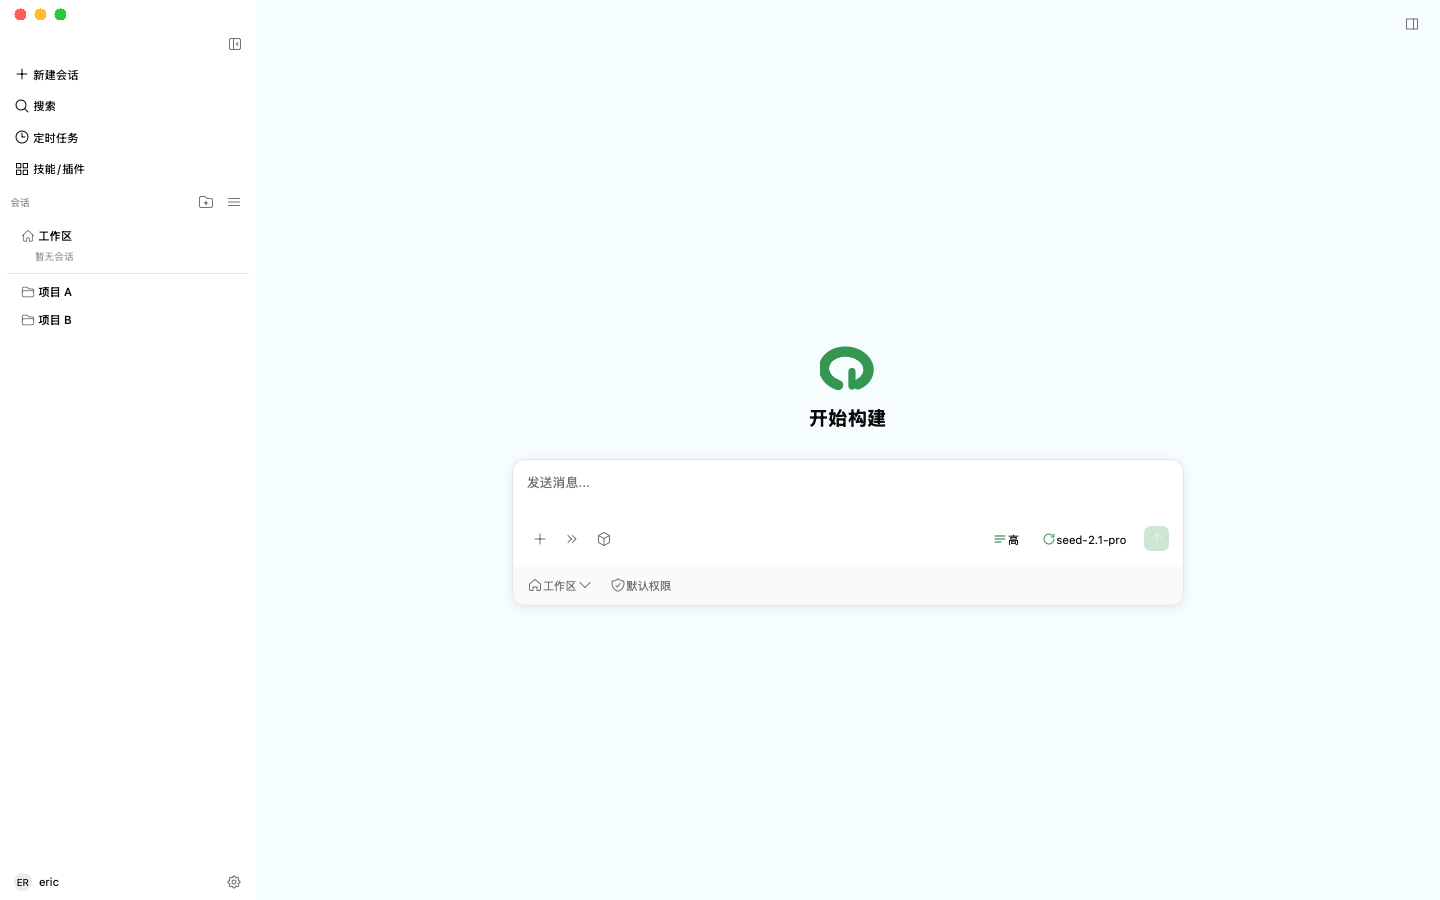 新建会话
搜索
定时任务
技能/插件
会话
工作区
暂无会话
项目 A
项目 B
开始构建
发送消息...
高 seed-2.1-pro
工作区 默认权限
ER eric